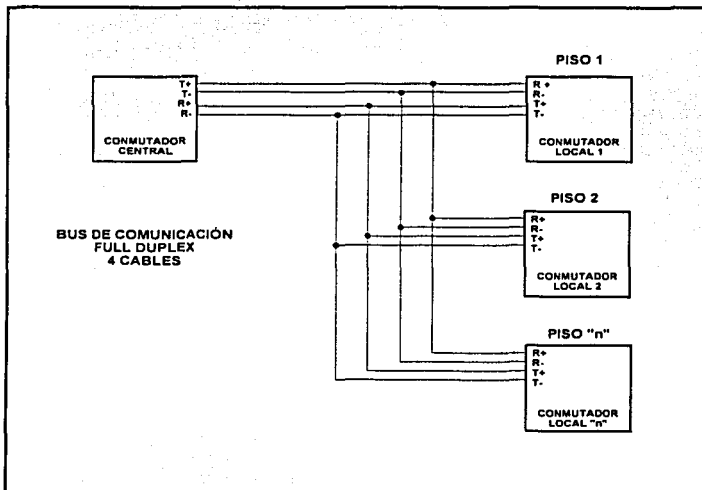 PISO 1
T+
T-
R+
R-
CONMUTADOR
CENTRAL
R +
R-
T+
T-
CONMUTADOR
LOCAL 1
BUS DE COMUNICACIÓN
FULL DUPLEX
4 CABLES
PISO 2
R+
R-
T+
T-
CONMUTADOR
LOCAL 2
PISO "n"
R+
R-
T+
T-
CONMUTADOR
LOCAL "n"